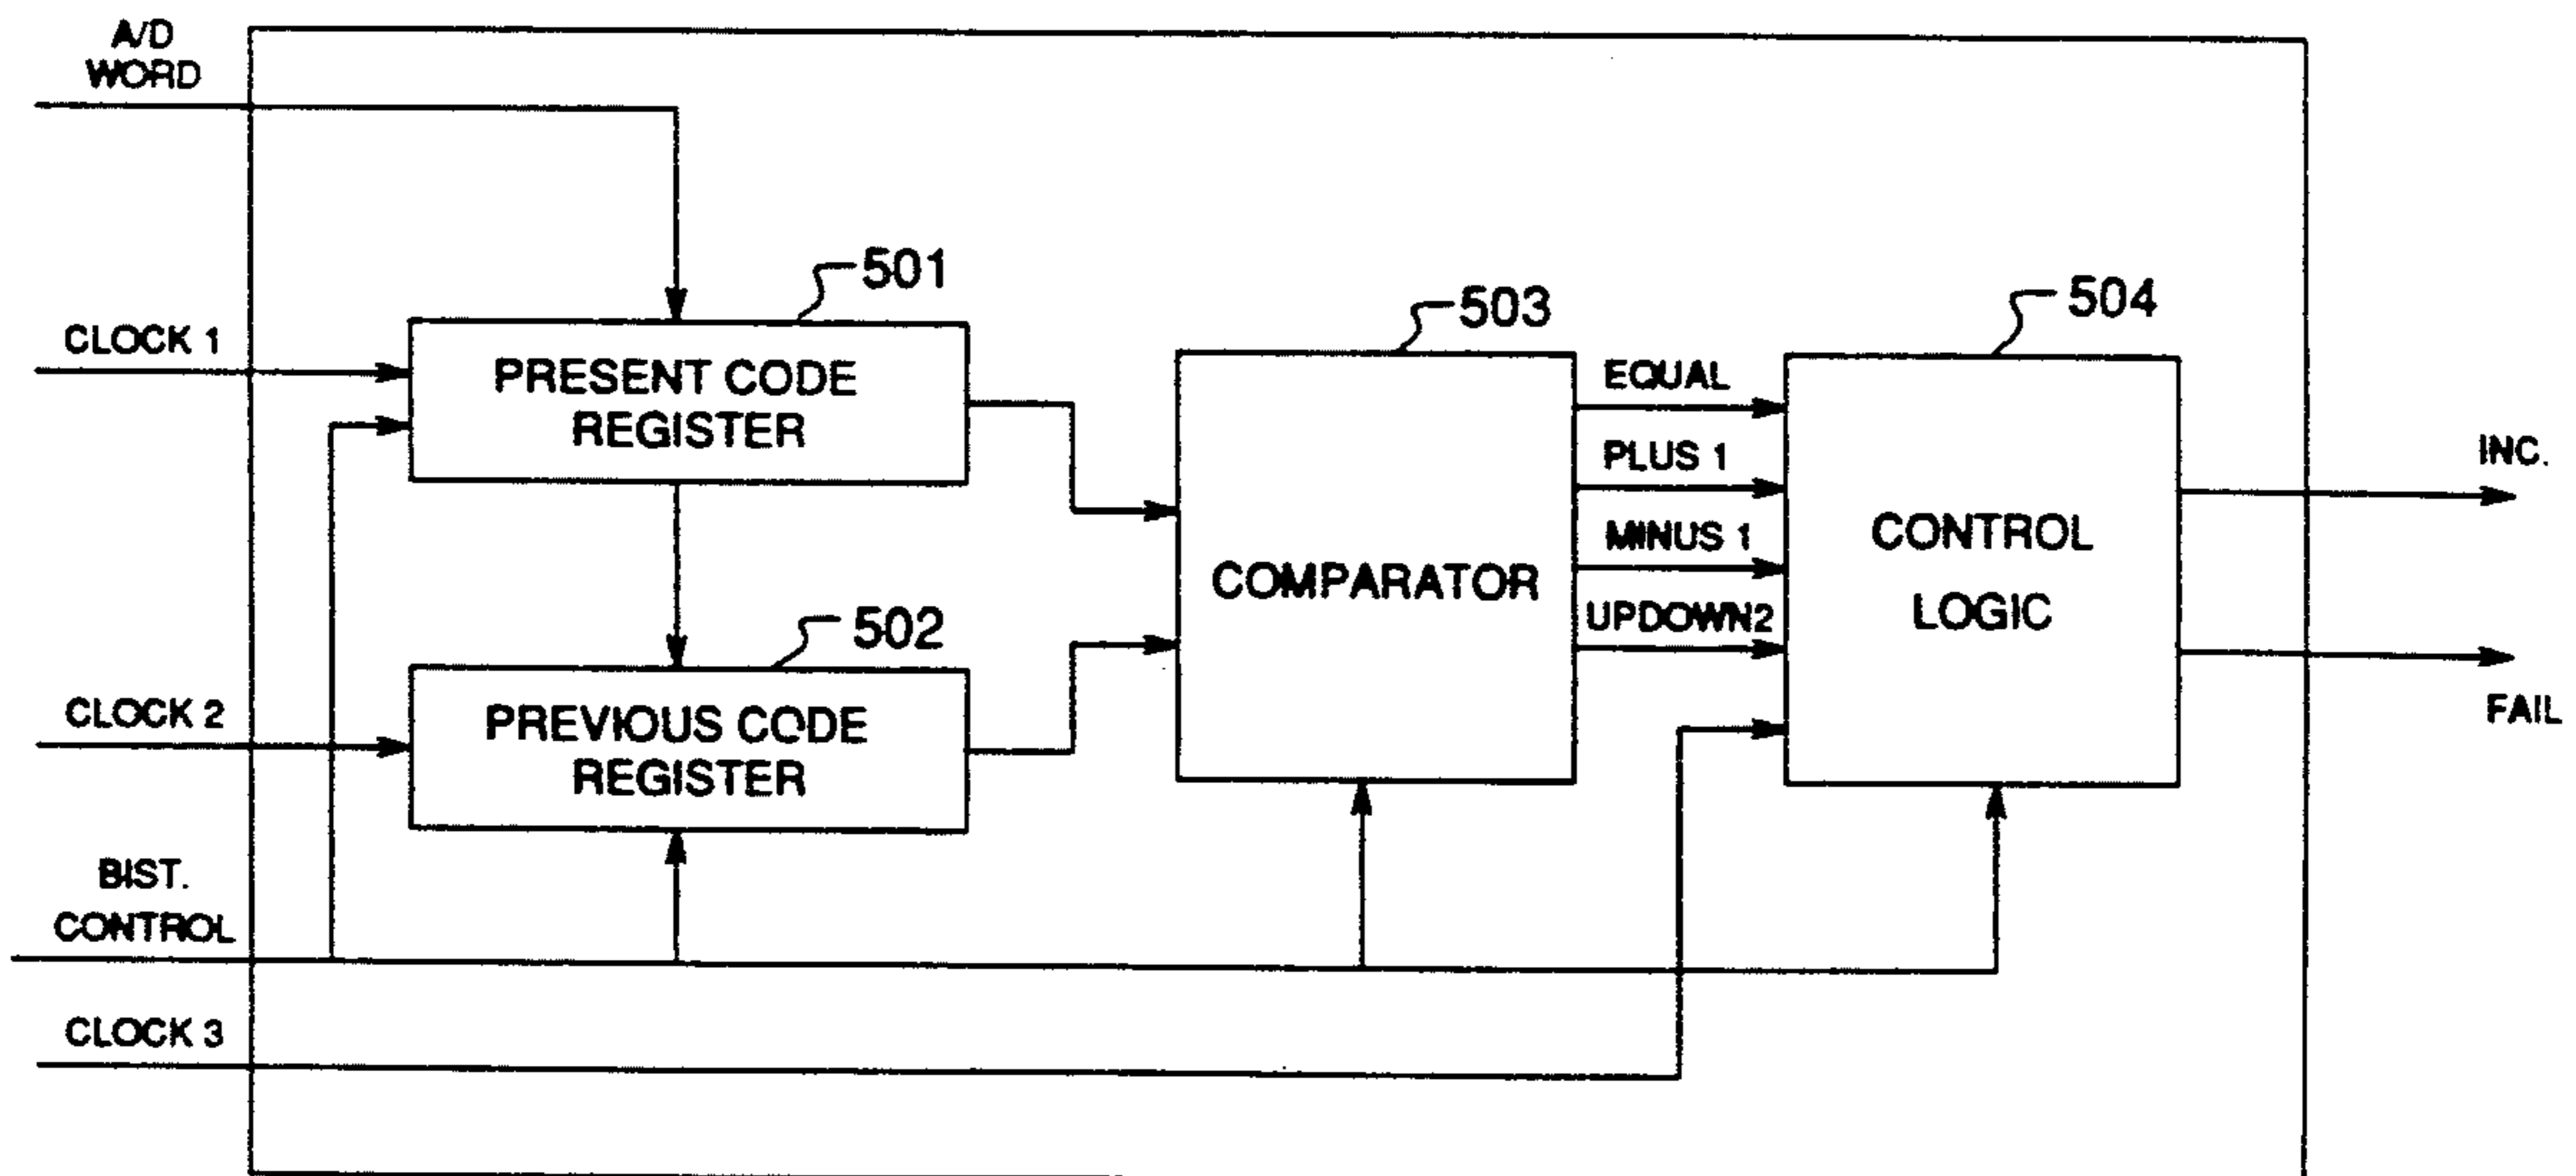 A/D
WORD
501
CLOCK 1
PRESENT CODE
REGISTER
503
504
EQUAL
PLUS 1
MINUS 1
UPDOWN2
COMPARATOR
CONTROL
LOGIC
INC.
FAIL
502
CLOCK 2
PREVIOUS CODE
REGISTER
BIST.
CONTROL
CLOCK 3